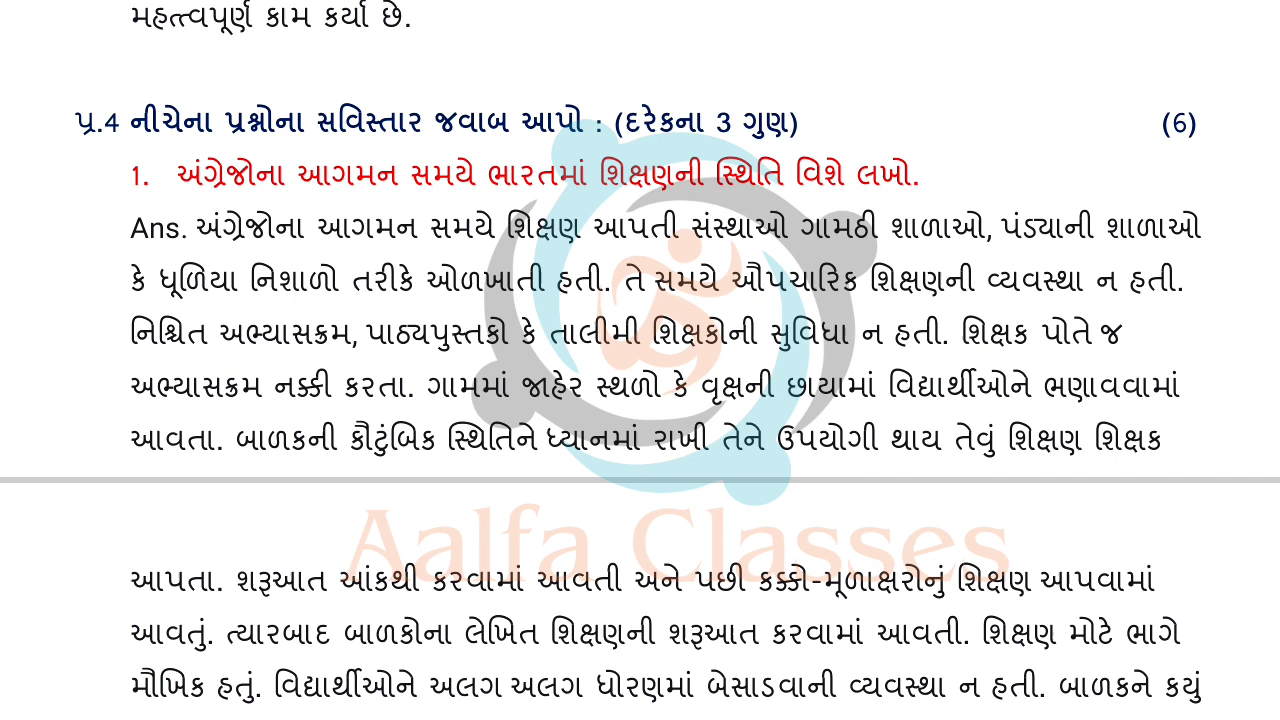 મહત્ત્વપૂર્ણ કામ કર્યાં છે.
પ્ર.4 નીચેના પ્રશ્નોના સવિસ્તાર જવાબ આપો : (દરેકના 3 ગુણ) (6)
1. અંગ્રેજોના આગમન સમયે ભારતમાં શિક્ષણની સ્થિતિ વિશે લખો.
Ans. અંગ્રેજોના આગમન સમયે શિક્ષણ આપતી સંસ્થાઓ ગામઠી શાળાઓ, પંડ્યાની શાળાઓ
કે ધૂળિયા નિશાળો તરીકે ઓળખાતી હતી. તે સમયે ઔપચારિક શિક્ષણની વ્યવસ્થા ન હતી.
નિશ્ચિત અભ્યાસક્રમ, પાઠ્યપુસ્તકો કે તાલીમી શિક્ષકોની સુવિધા ન હતી. શિક્ષક પોતે જ
અભ્યાસક્રમ નક્કી કરતા. ગામમાં જાહેર સ્થળો કે વૃક્ષની છાયામાં વિદ્યાર્થીઓને ભણાવવામાં
આવતા. બાળકની કૌટુંબિક સ્થિતિને ધ્યાનમાં રાખી તેને ઉપયોગી થાય તેવું શિક્ષણ શિક્ષક
Aalfa Classes
આપતા. શરૂઆત આંકથી કરવામાં આવતી અને પછી કક્કો-મૂળાક્ષરોનું શિક્ષણ આપવામાં
આવતું. ત્યારબાદ બાળકોના લેખિત શિક્ષણની શરૂઆત કરવામાં આવતી. શિક્ષણ મોટે ભાગે
મૌખિક હતું. વિદ્યાર્થીઓને અલગ અલગ ધોરણમાં બેસાડવાની વ્યવસ્થા ન હતી. બાળકને કયું